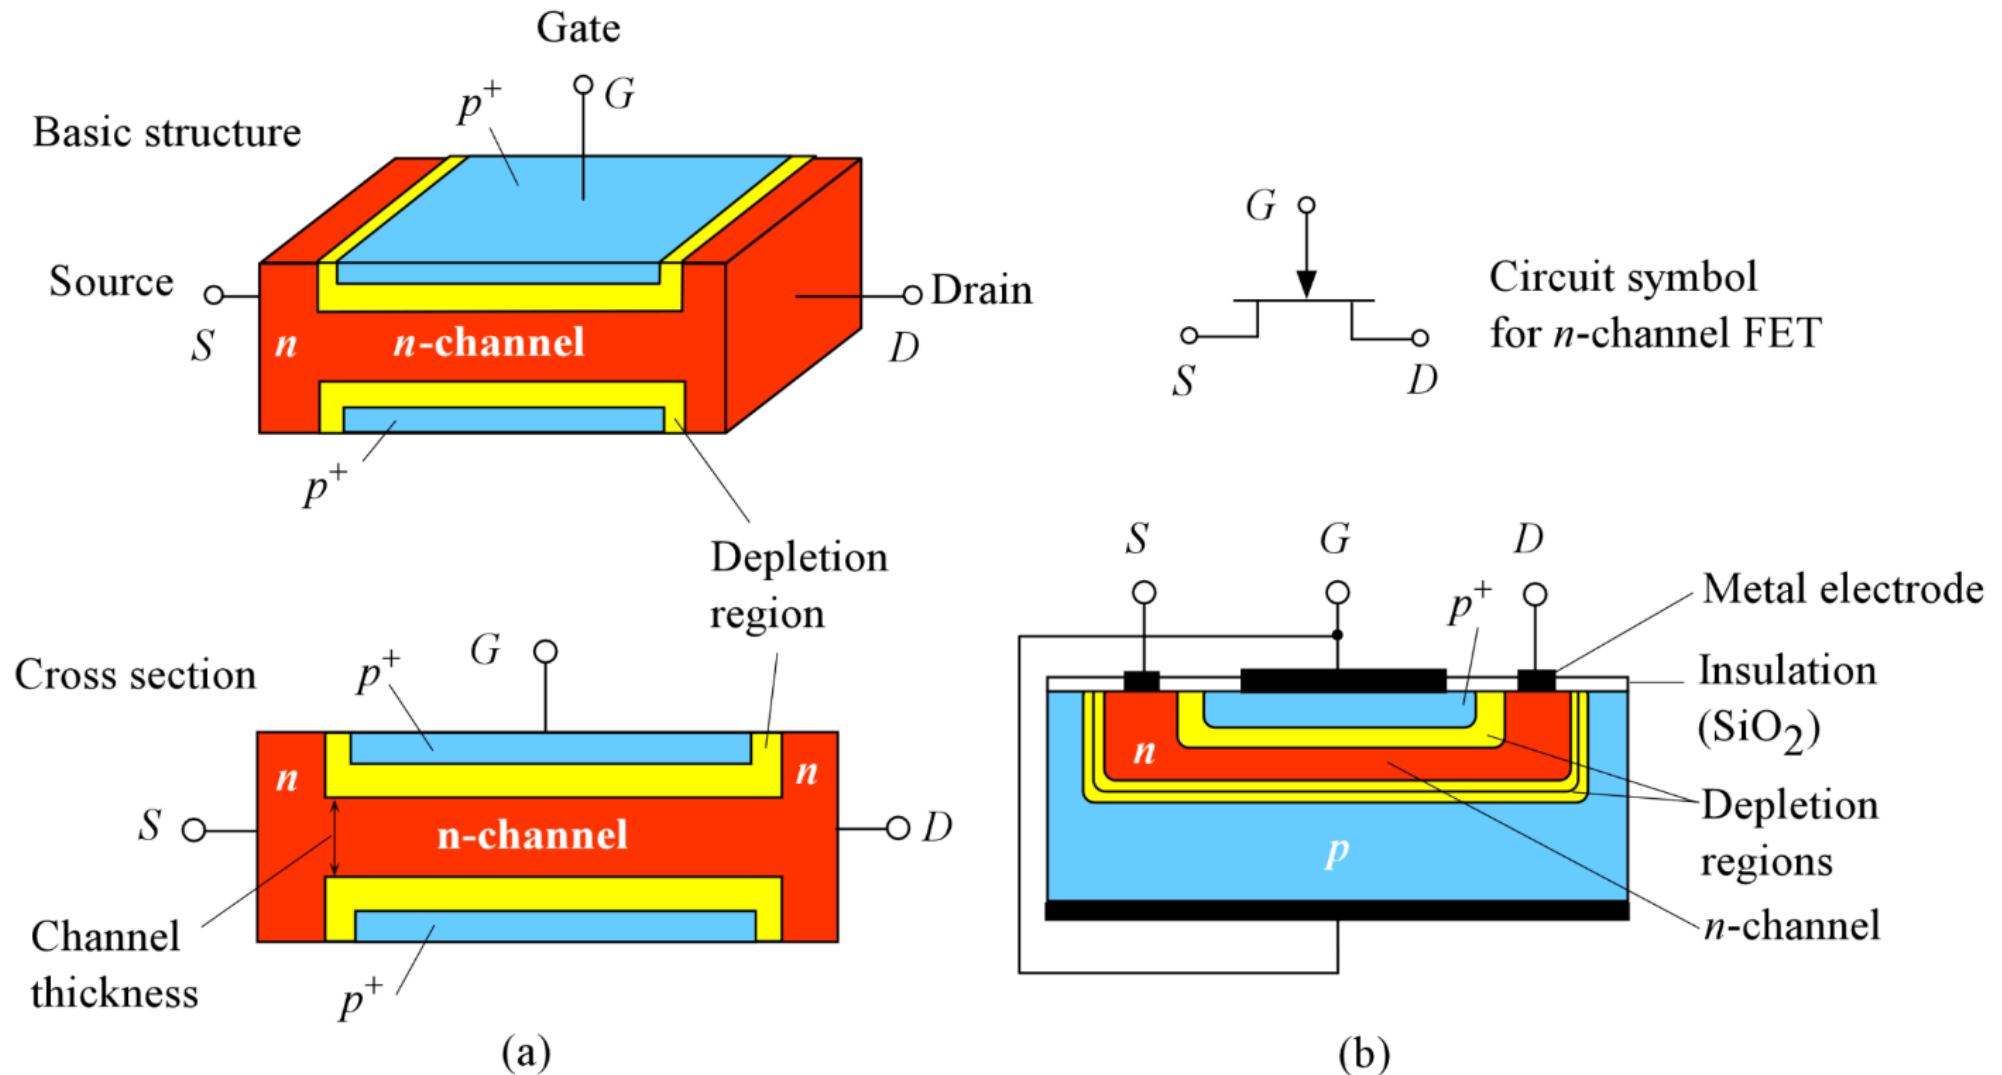 Gate
p⁺
G
Basic structure
Source
S
n
n-channel
Drain
D
p⁺
Depletion
region
Cross section
p⁺
G
n
n
S
n-channel
D
Channel
thickness
p⁺
(a)
G
S
D
Circuit symbol
for n-channel FET
S
G
D
p⁺
Metal electrode
Insulation
(SiO₂)
n
Depletion
regions
p
n-channel
(b)